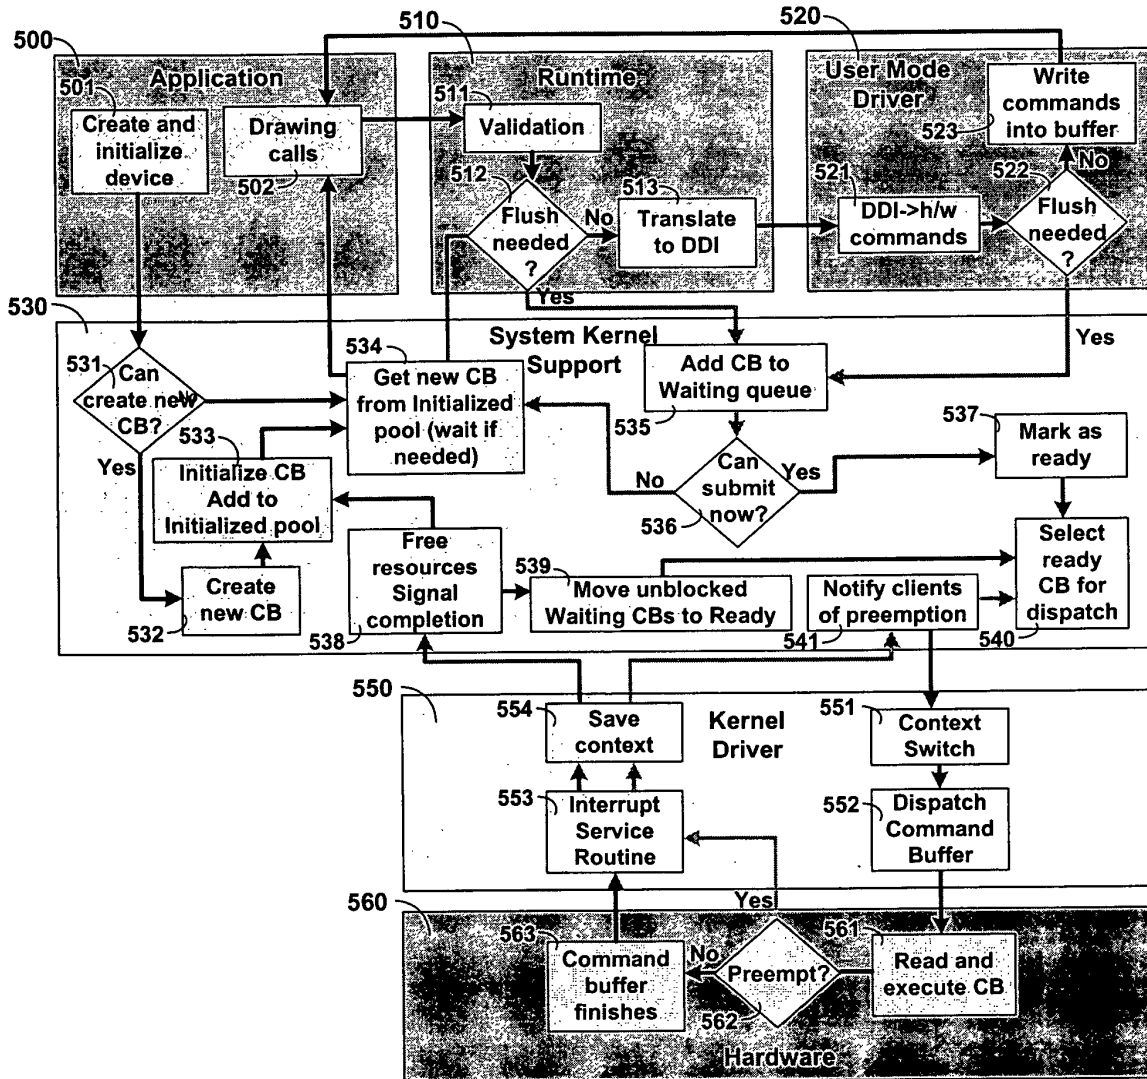 500
510
520
Application
501
Create and
initialize
device
Drawing
calls
502
Runtime
511
Validation
512
Flush
needed
?
No
Yes
513
Translate
to DDI
User Mode
Driver
Write
commands
into buffer
523
No
521
522
DDI->h/w
commands
Flush
needed
?
Yes
530
System Kernel
Support
531
Can
create new
CB?
No
Yes
534
Get new CB
from Initialized
pool (wait if
needed)
Add CB to
Waiting queue
535
537
Mark as
ready
533
Initialize CB
Add to
Initialized pool
No
Can
submit
now?
Yes
536
Create
new CB
532
Free
resources
Signal
completion
538
539
Move unblocked
Waiting CBs to Ready
Notify clients
of preemption
541
Select
ready
CB for
dispatch
540
550
554
Save
context
Kernel
Driver
551
Context
Switch
553
Interrupt
Service
Routine
552
Dispatch
Command
Buffer
560
Yes
563
Command
buffer
finishes
No
Preempt?
562
561
Read and
execute CB
Hardware